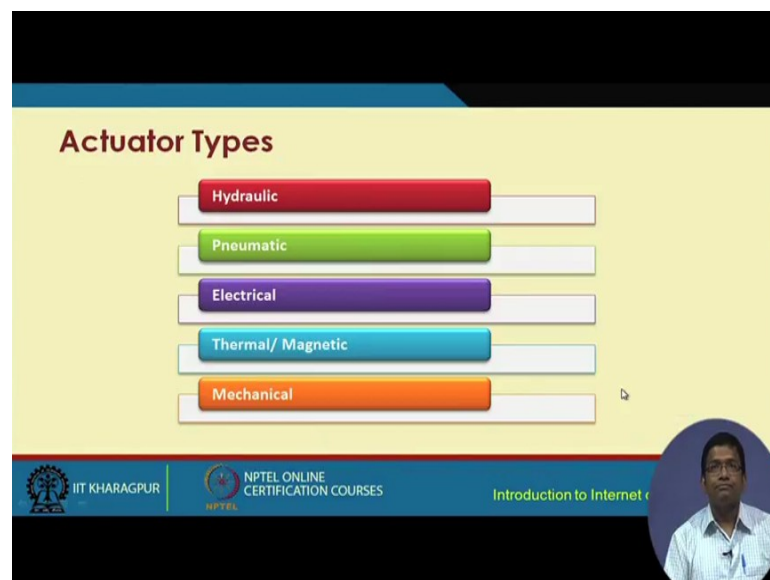 Actuator Types
Hydraulic
Pneumatic
Electrical
Thermal/ Magnetic
Mechanical
IIT KHARAGPUR
NPTEL
NPTEL ONLINE
CERTIFICATION COURSES
Introduction to Internet